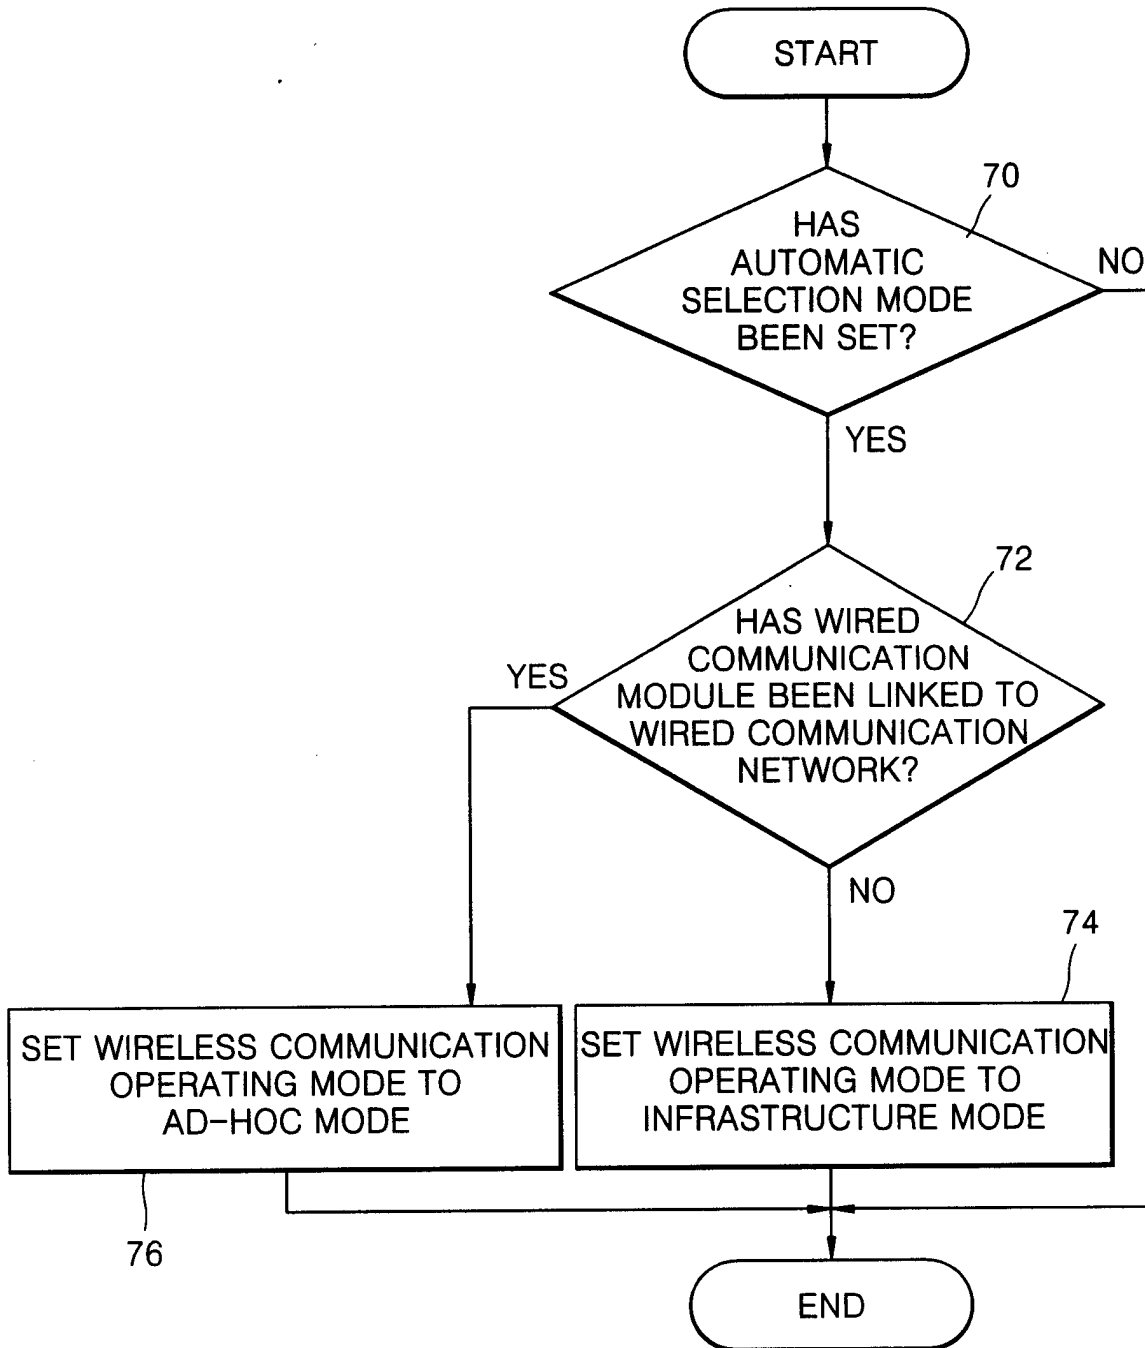 START
70
HAS
AUTOMATIC
SELECTION MODE
BEEN SET?
NO
YES
72
HAS WIRED
COMMUNICATION
MODULE BEEN LINKED TO
WIRED COMMUNICATION
NETWORK?
YES
NO
74
SET WIRELESS COMMUNICATION
OPERATING MODE TO
AD-HOC MODE
SET WIRELESS COMMUNICATION
OPERATING MODE TO
INFRASTRUCTURE MODE
76
END